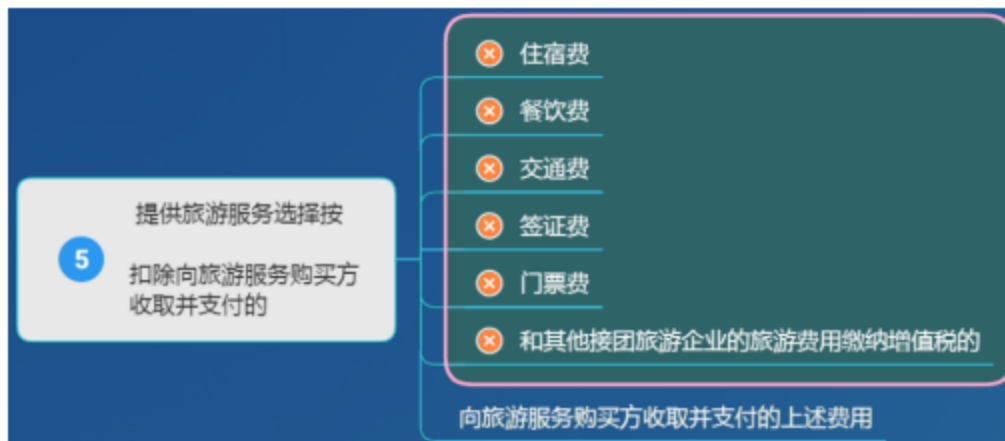 5
提供旅游服务选择按
扣除向旅游服务购买方
收取并支付的
住宿费
餐饮费
交通费
签证费
门票费
和其他接团旅游企业的旅游费用缴纳增值税的
向旅游服务购买方收取并支付的上述费用